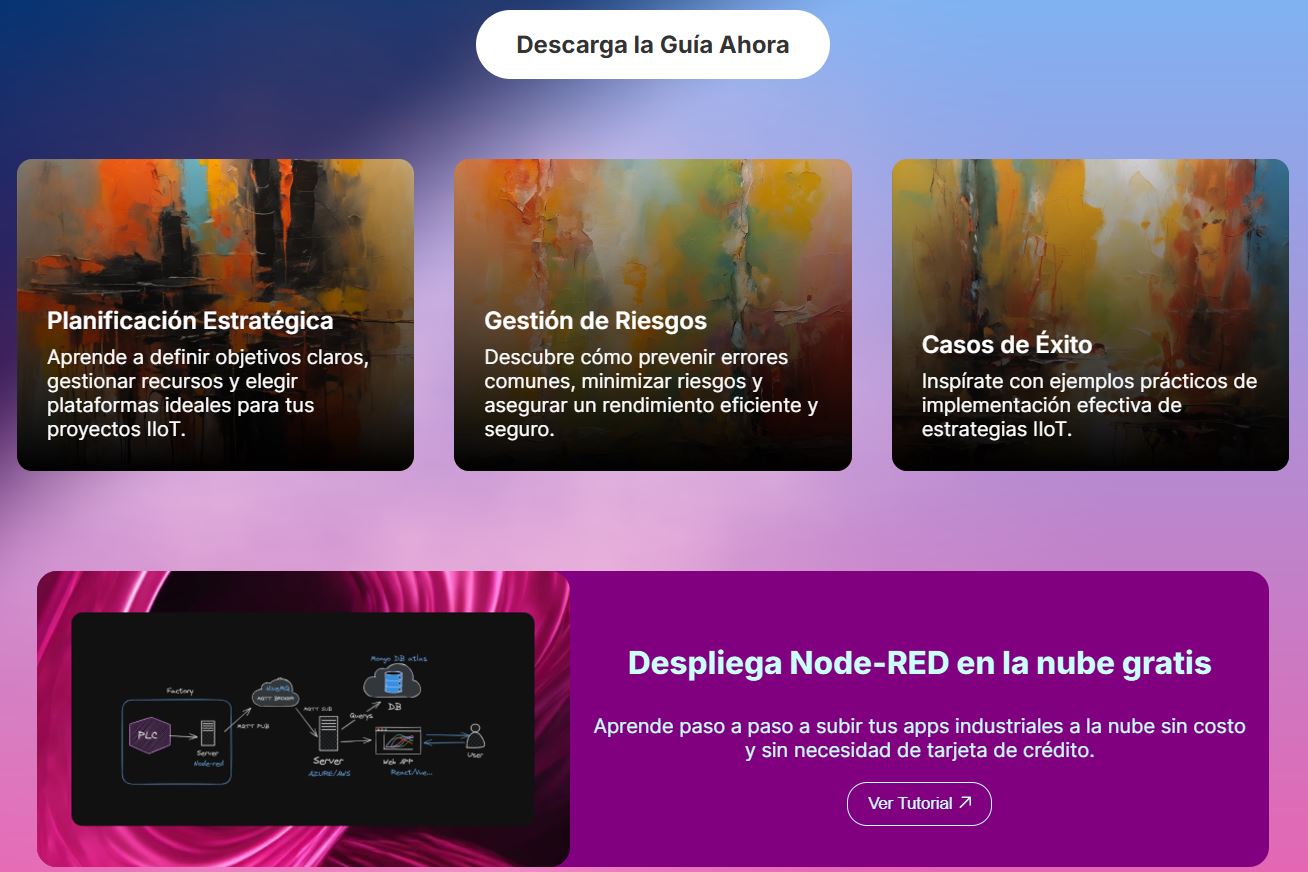 Descarga la Guía Ahora
Planificación Estratégica
Aprende a definir objetivos claros,
gestionar recursos y elegir
plataformas ideales para tus
proyectos IIoT.
Gestión de Riesgos
Descubre cómo prevenir errores
comunes, minimizar riesgos y
asegurar un rendimiento eficiente y
seguro.
Casos de Éxito
Inspírate con ejemplos prácticos de
implementación efectiva de
estrategias IIoT.
Factory
PLC
Server
Node-red
MQTT PUB
HiveMQ
MQTT BROKER
MQTT SUB
Server
AZURE/AWS
Querys
Mongo DB atlas
DB
Web APP
React/Vue...
User
Despliega Node-RED en la nube gratis
Aprende paso a paso a subir tus apps industriales a la nube sin costo
y sin necesidad de tarjeta de crédito.
Ver Tutorial